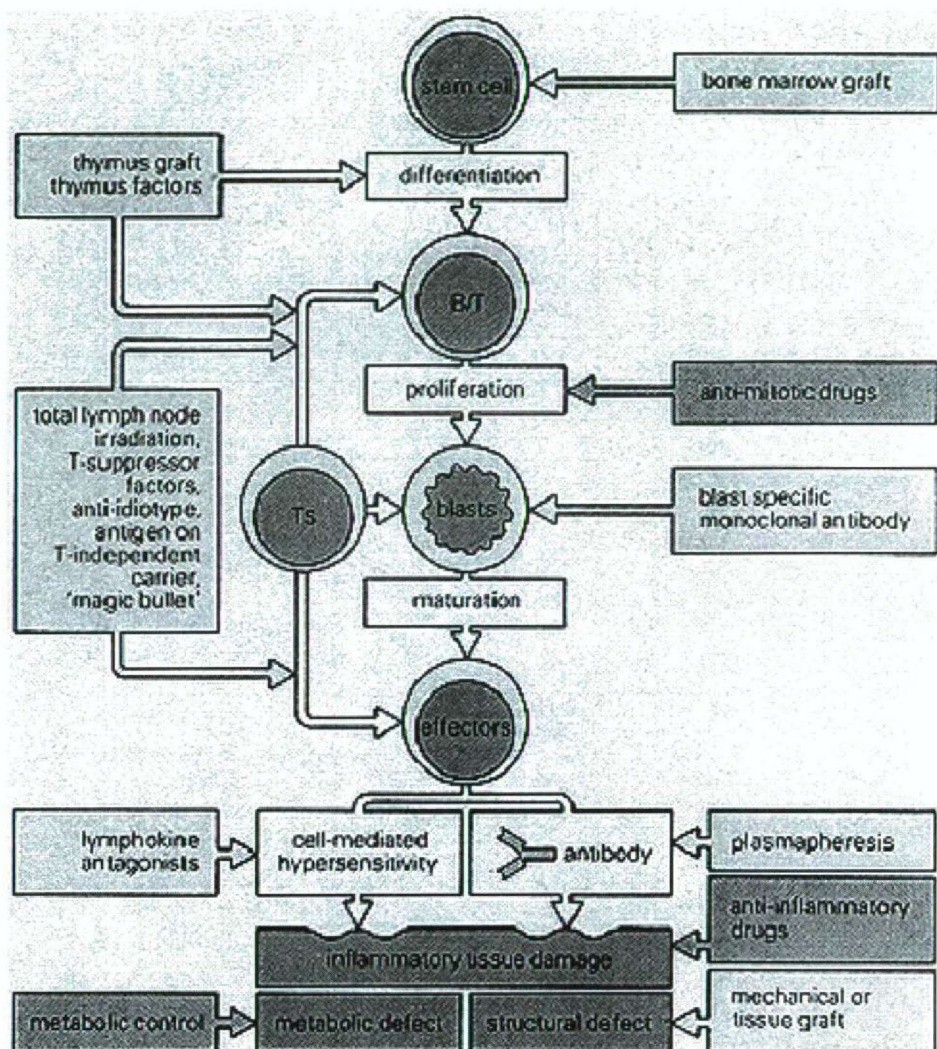 stem cell
bone marrow graft
thymus graft
thymus factors
differentiation
B/T
proliferation
anti-mitotic drugs
total lymph node
irradiation,
T-suppressor
factors,
anti-idiotype,
antigen on
T-independent
carrier,
'magic bullet'
Ts
blasts
blast specific
monoclonal antibody
maturation
effectors
lymphokine
antagonists
cell-mediated
hypersensitivity
antibody
plasmapheresis
anti-inflammatory
drugs
inflammatory tissue damage
metabolic control
metabolic defect
structural defect
mechanical or
tissue graft